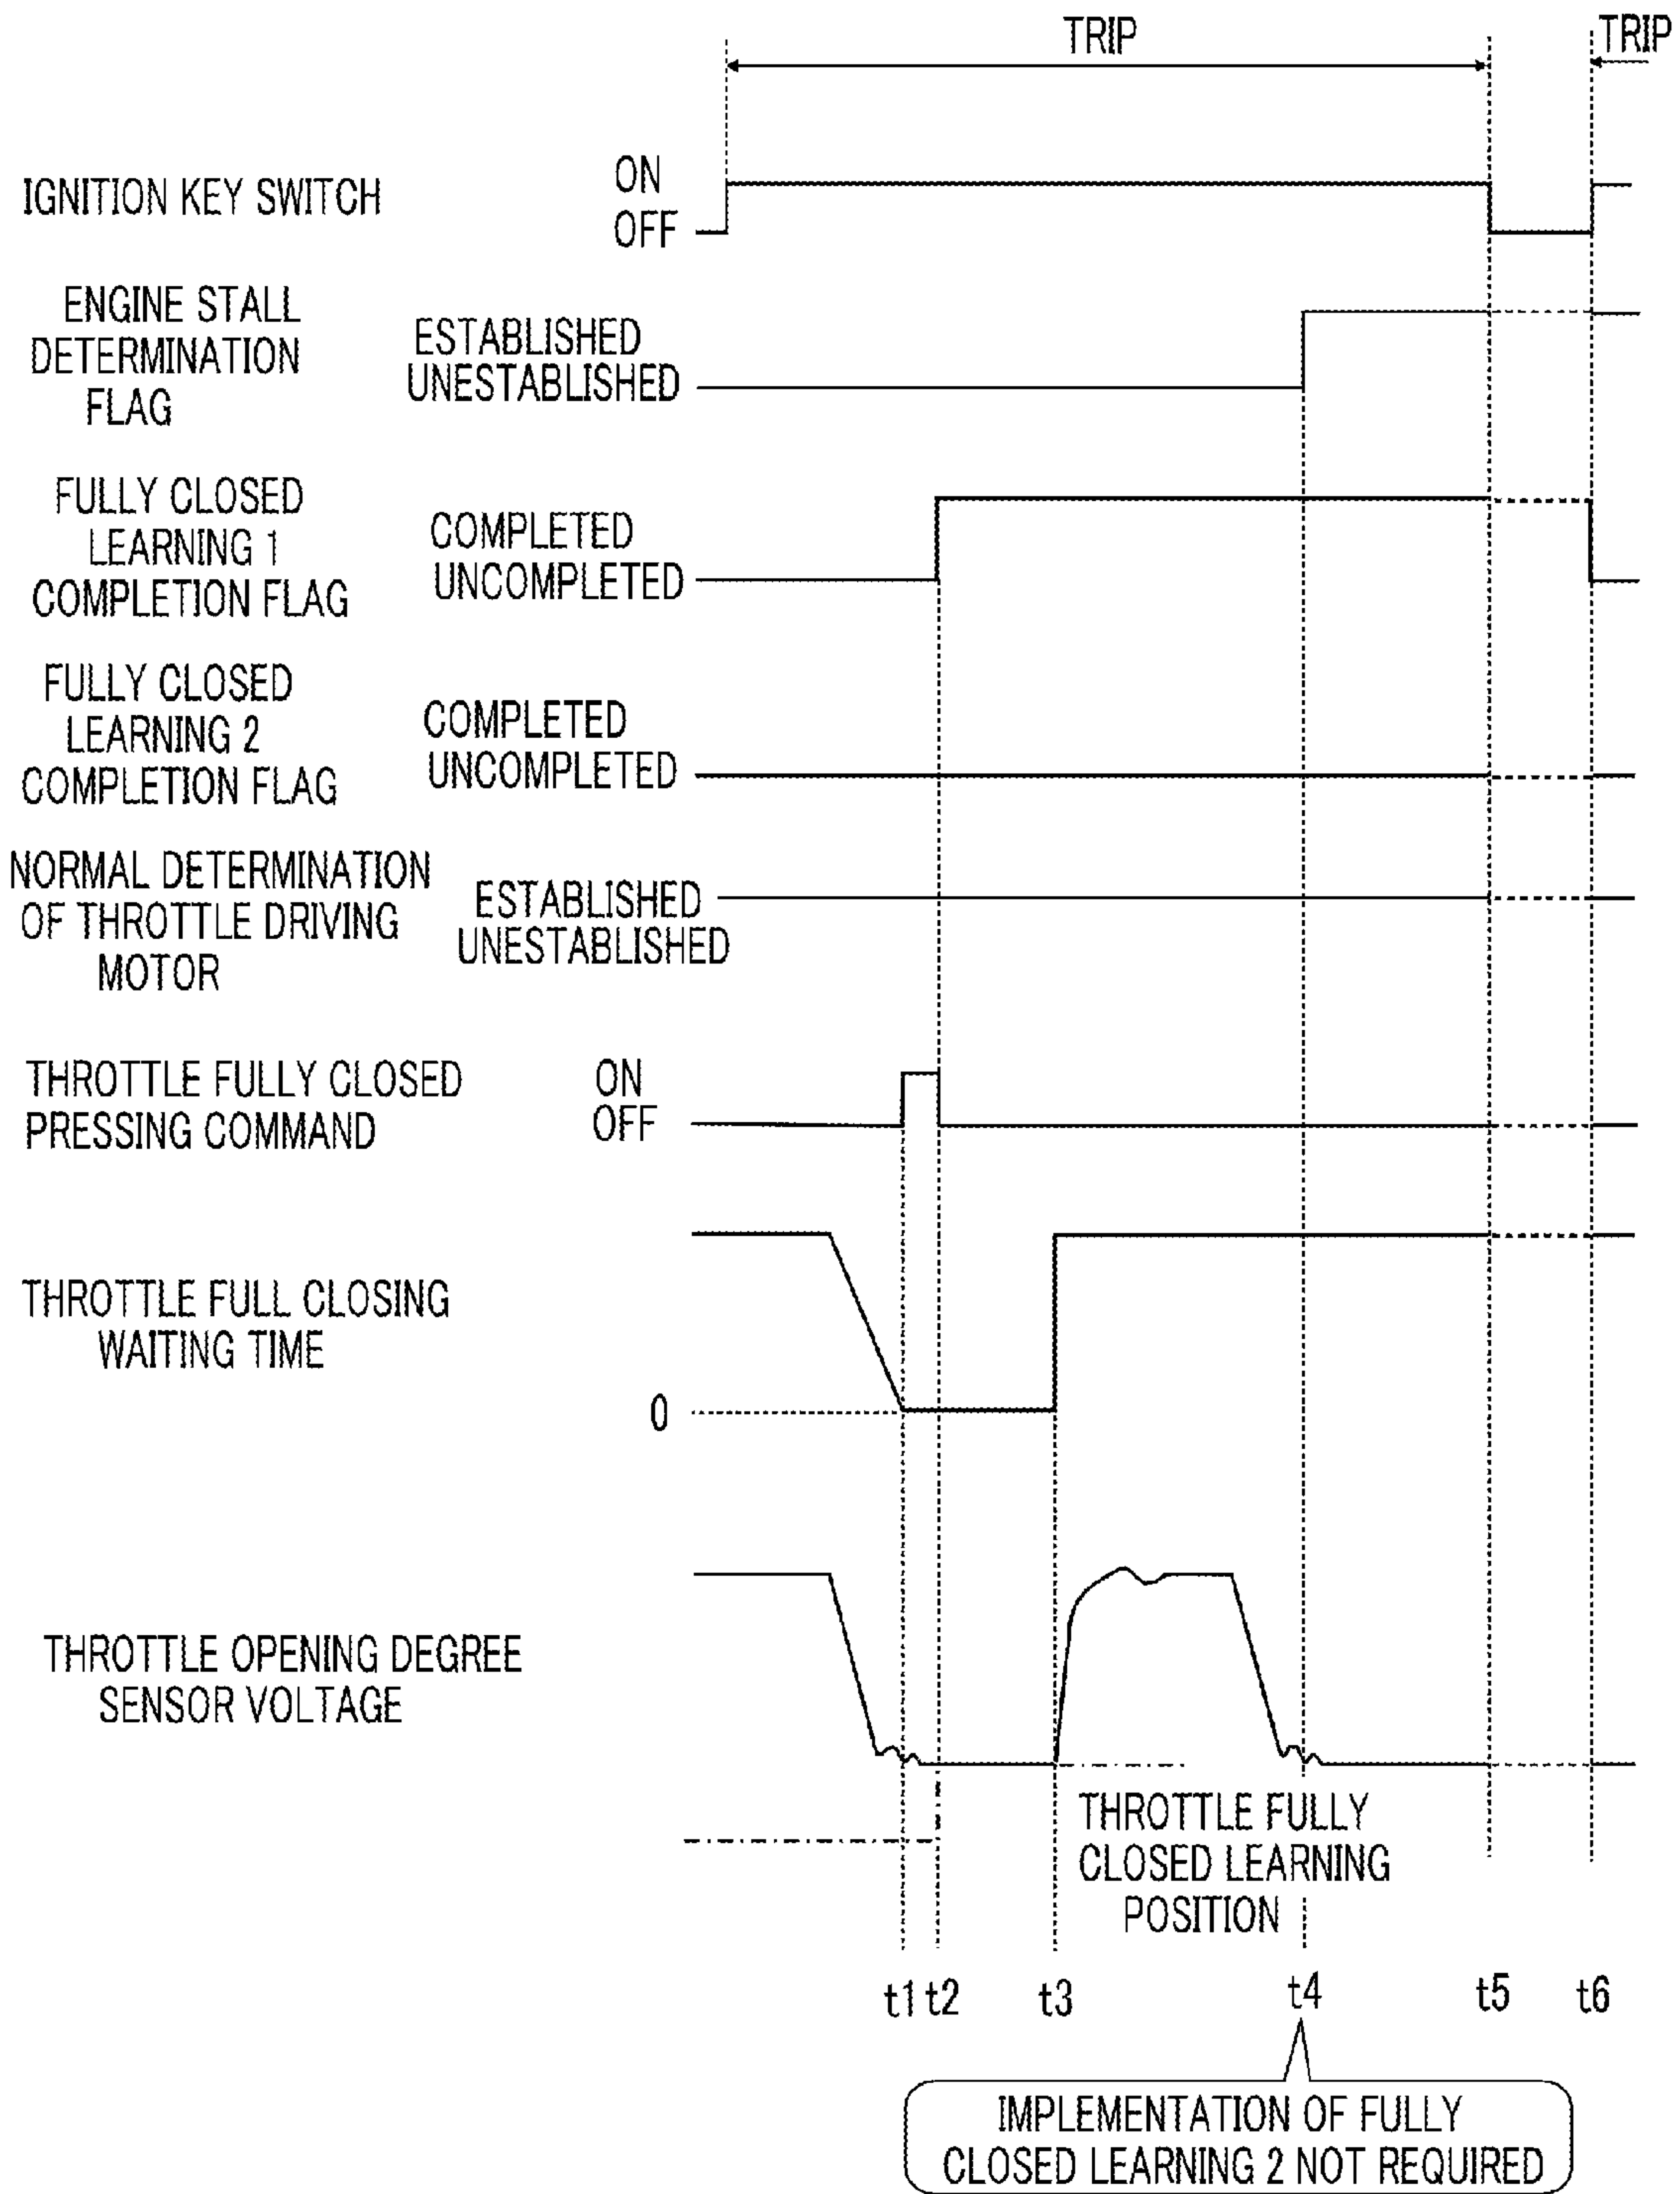 TRIP
TRIP
IGNITION KEY SWITCH
ON
OFF
ENGINE STALL
DETERMINATION
FLAG
ESTABLISHED
UNESTABLISHED
FULLY CLOSED
LEARNING 1
COMPLETION FLAG
COMPLETED
UNCOMPLETED
FULLY CLOSED
LEARNING 2
COMPLETION FLAG
COMPLETED
UNCOMPLETED
NORMAL DETERMINATION
OF THROTTLE DRIVING
MOTOR
ESTABLISHED
UNESTABLISHED
THROTTLE FULLY CLOSED
PRESSING COMMAND
ON
OFF
THROTTLE FULL CLOSING
WAITING TIME
0
THROTTLE OPENING DEGREE
SENSOR VOLTAGE
THROTTLE FULLY
CLOSED LEARNING
POSITION
t1 t2 t3 t4 t5 t6
IMPLEMENTATION OF FULLY
CLOSED LEARNING 2 NOT REQUIRED